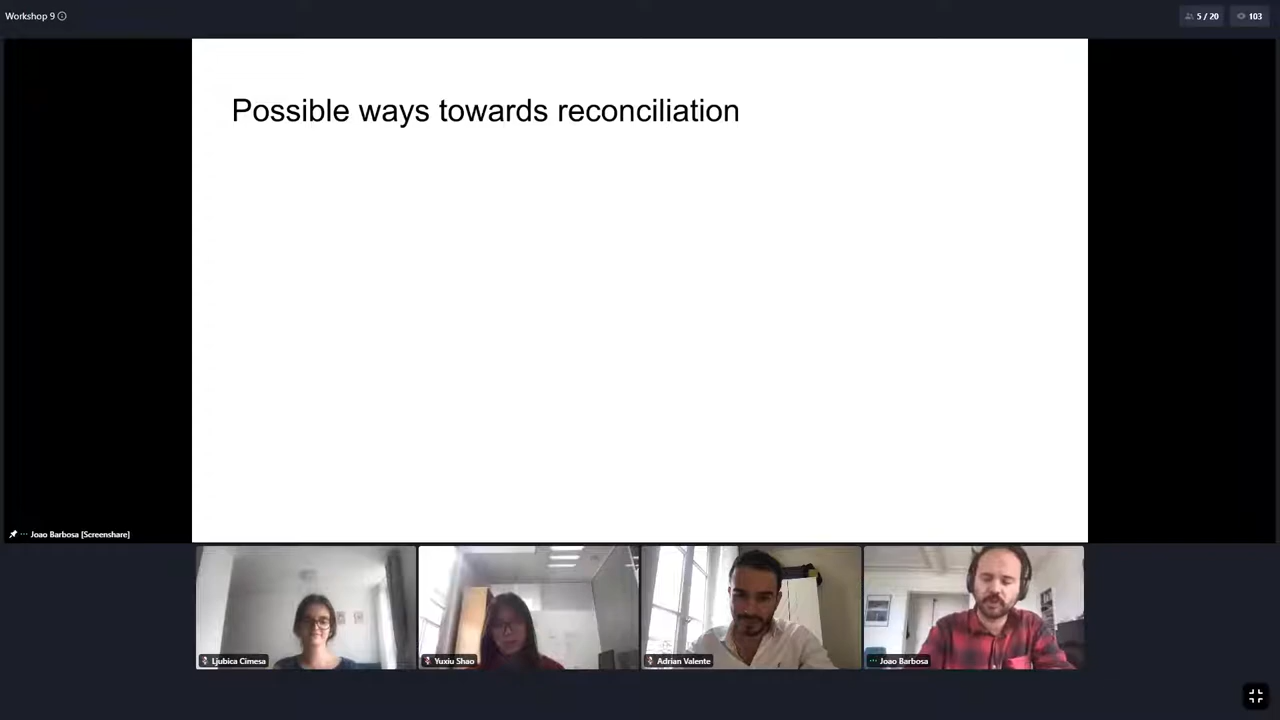 Workshop 9
5 / 20
103
Possible ways towards reconciliation
Joao Barbosa [Screenshare]
Ljubica Cimesa
Yuxiu Shao
Adrian Valente
Joao Barbosa